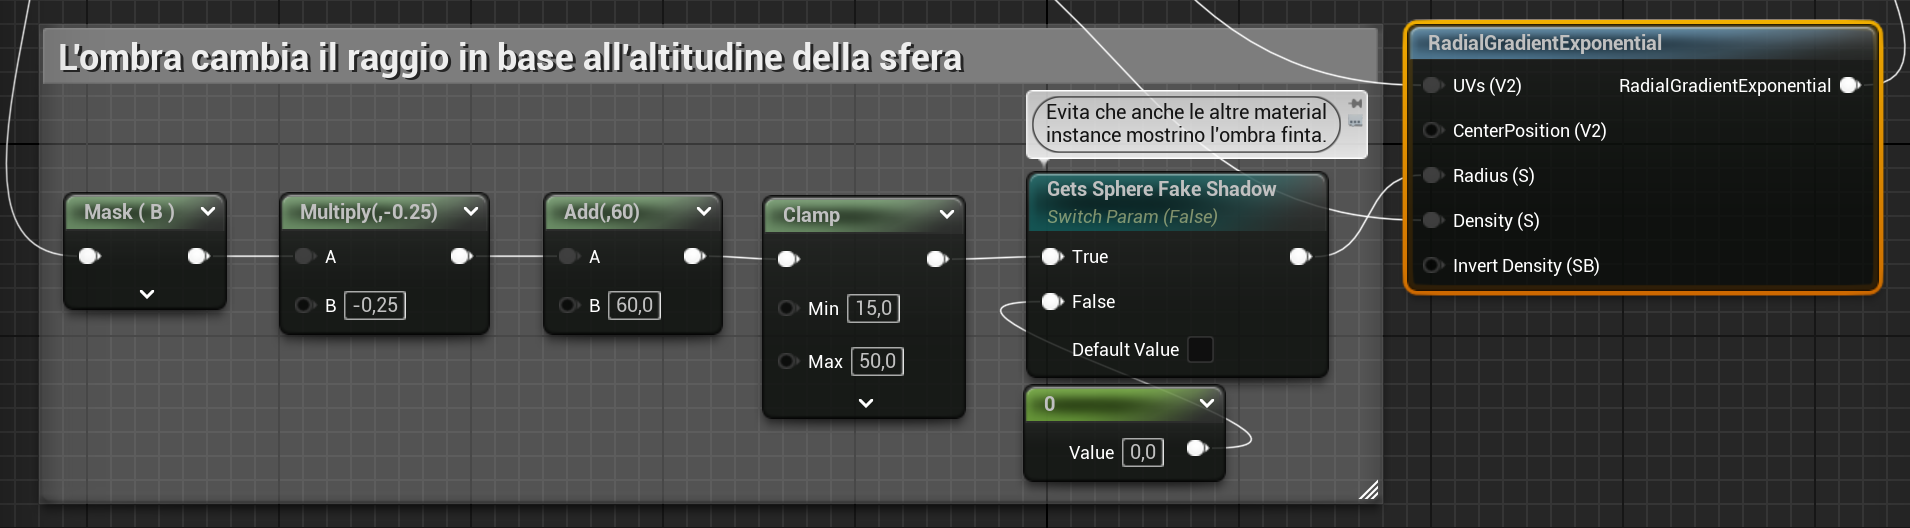 L'ombra cambia il raggio in base all'altitudine della sfera
Evita che anche le altre material
instance mostrino l'ombra finta.
Mask ( B )
Multiply(,-0.25)
A
B -0,25
Add(,60)
A
B 60,0
Clamp
Min 15,0
Max 50,0
Gets Sphere Fake Shadow
Switch Param (False)
True
False
Default Value
0
Value 0,0
RadialGradientExponential
UVs (V2) RadialGradientExponential
CenterPosition (V2)
Radius (S)
Density (S)
Invert Density (SB)